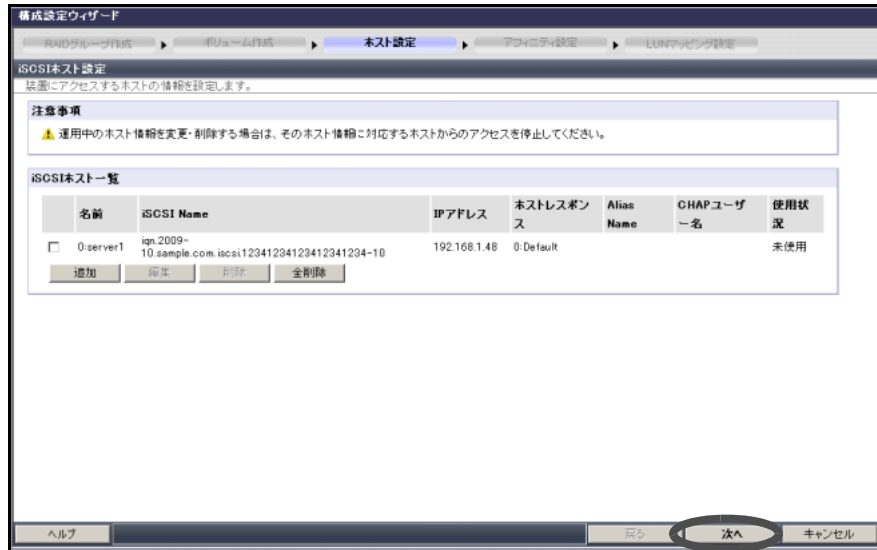 構成設定ウィザード
RAIDグループ作成 ボリューム作成 ホスト設定 アフィニティ設定 LUNマッピング設定
iSCSIホスト設定
装置にアクセスするホストの情報を設定します。
注意事項
運用中のホスト情報を変更・削除する場合は、そのホスト情報に対応するホストからのアクセスを停止してください。
iSCSIホスト一覧
名前 iSCSI Name IPアドレス ホストレスポンス Alias Name CHAPユーザー名 使用状況
0:server1 iqn.2009-10.sample.com.iscsi.12341234123412341234-10 192.168.1.48 0:Default 未使用
追加 編集 削除 全削除
ヘルプ 戻る 次へ キャンセル